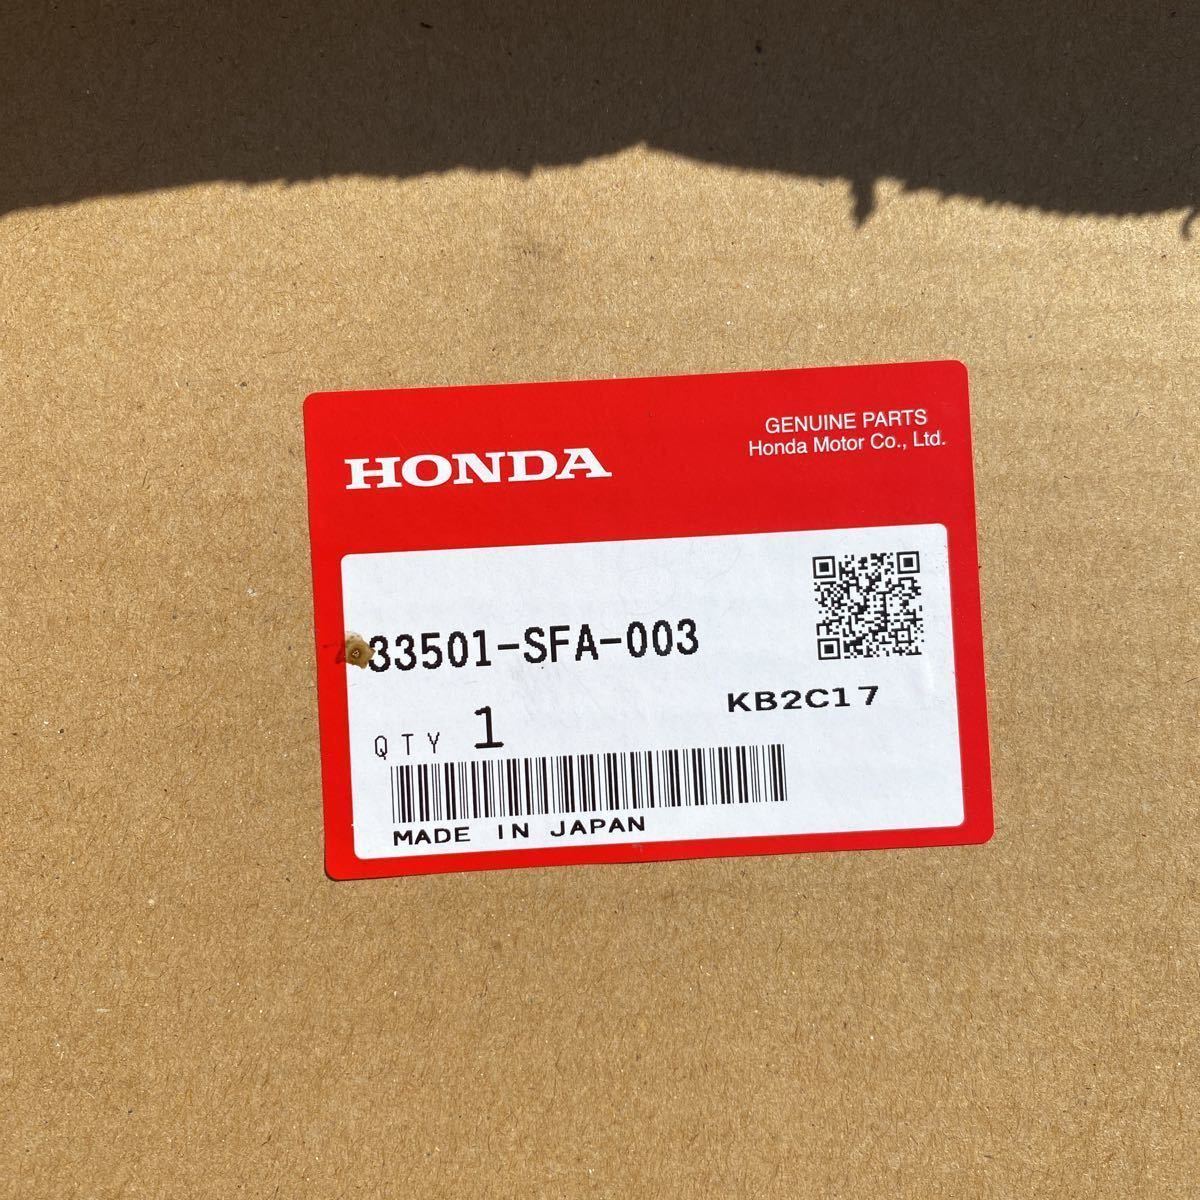 HONDA
GENUINE PARTS
Honda Motor Co., Ltd.
33501-SFA-003
KB2C17
QTY 1
MADE IN JAPAN